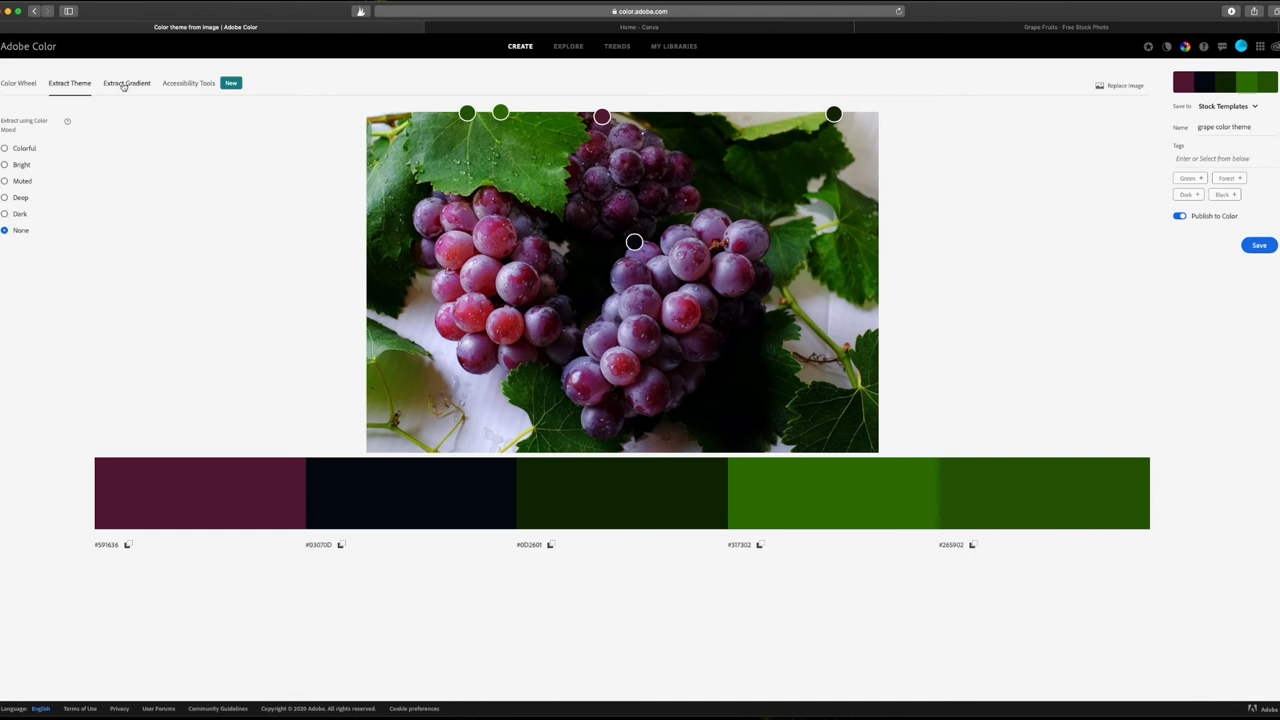 color.adobe.com
Color theme from image | Adobe Color
Home - Canva
Grape Fruits · Free Stock Photo
Adobe Color
CREATE
EXPLORE
TRENDS
MY LIBRARIES
Color Wheel
Extract Theme
Extract Gradient
Accessibility Tools
New
Replace image
Extract using Color
Mood
Colorful
Bright
Muted
Deep
Dark
None
Save to
Stock Templates
Name
grape color theme
Tags
Enter or Select from below
Green +
Forest +
Dark +
Black +
Publish to Color
Save
#591636
#03070D
#0D2601
#317302
#265902
Language: English
Terms of Use
Privacy
User Forums
Community Guidelines
Copyright © 2020 Adobe. All rights reserved.
Cookie preferences
Adobe